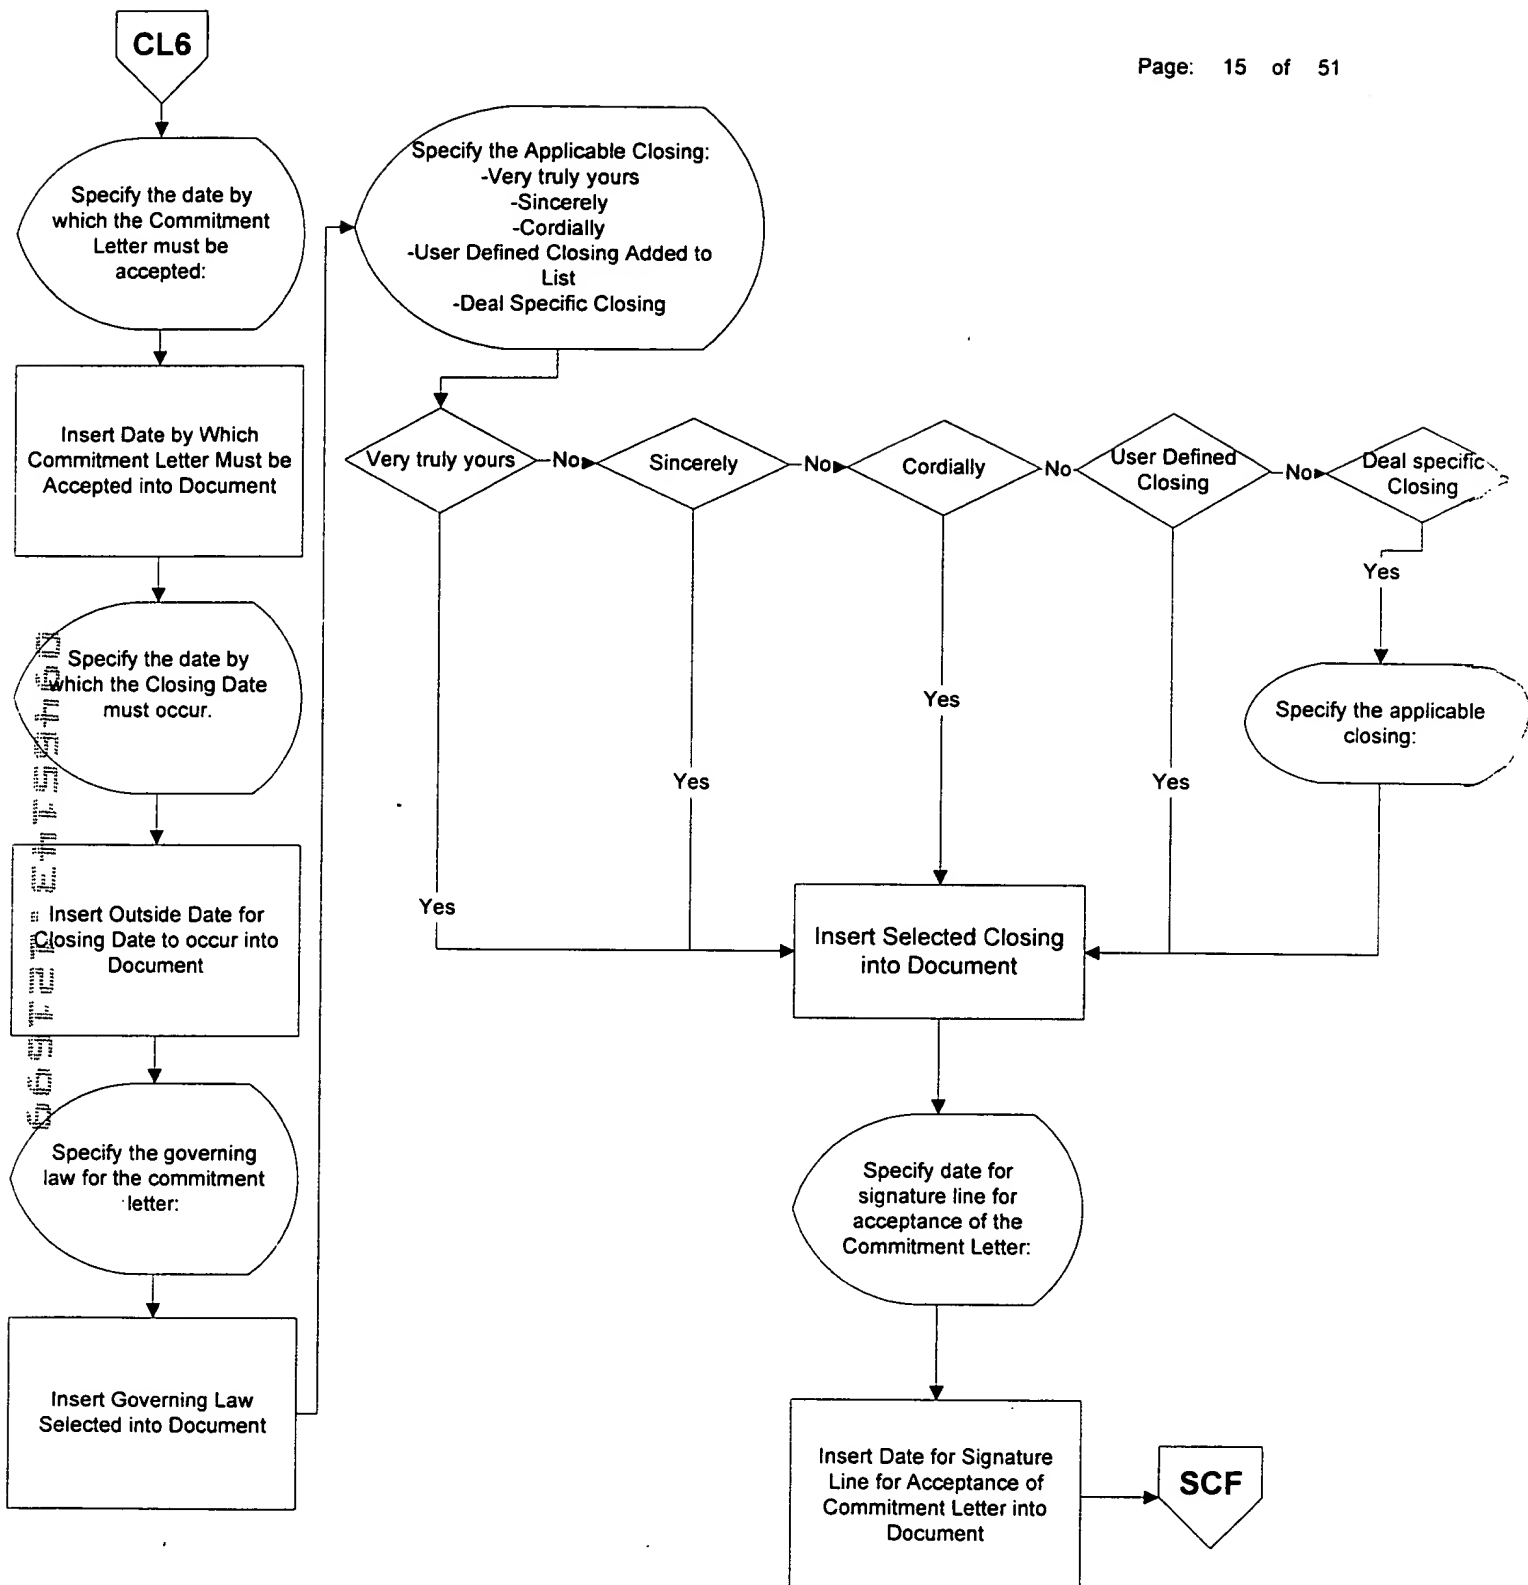 CL6
Page: 15 of 51
Specify the date by
which the Commitment
Letter must be
accepted:
Insert Date by Which
Commitment Letter Must be
Accepted into Document
Specify the date by
which the Closing Date
must occur.
Insert Outside Date for
Closing Date to occur into
Document
Specify the governing
law for the commitment
letter:
Insert Governing Law
Selected into Document
Specify the Applicable Closing:
-Very truly yours
-Sincerely
-Cordially
-User Defined Closing Added to
List
-Deal Specific Closing
Very truly yours
No
Sincerely
No
Cordially
No
User Defined
Closing
No
Deal specific
Closing
Yes
Yes
Yes
Yes
Yes
Specify the applicable
closing:
Insert Selected Closing
into Document
Specify date for
signature line for
acceptance of the
Commitment Letter:
Insert Date for Signature
Line for Acceptance of
Commitment Letter into
Document
SCF